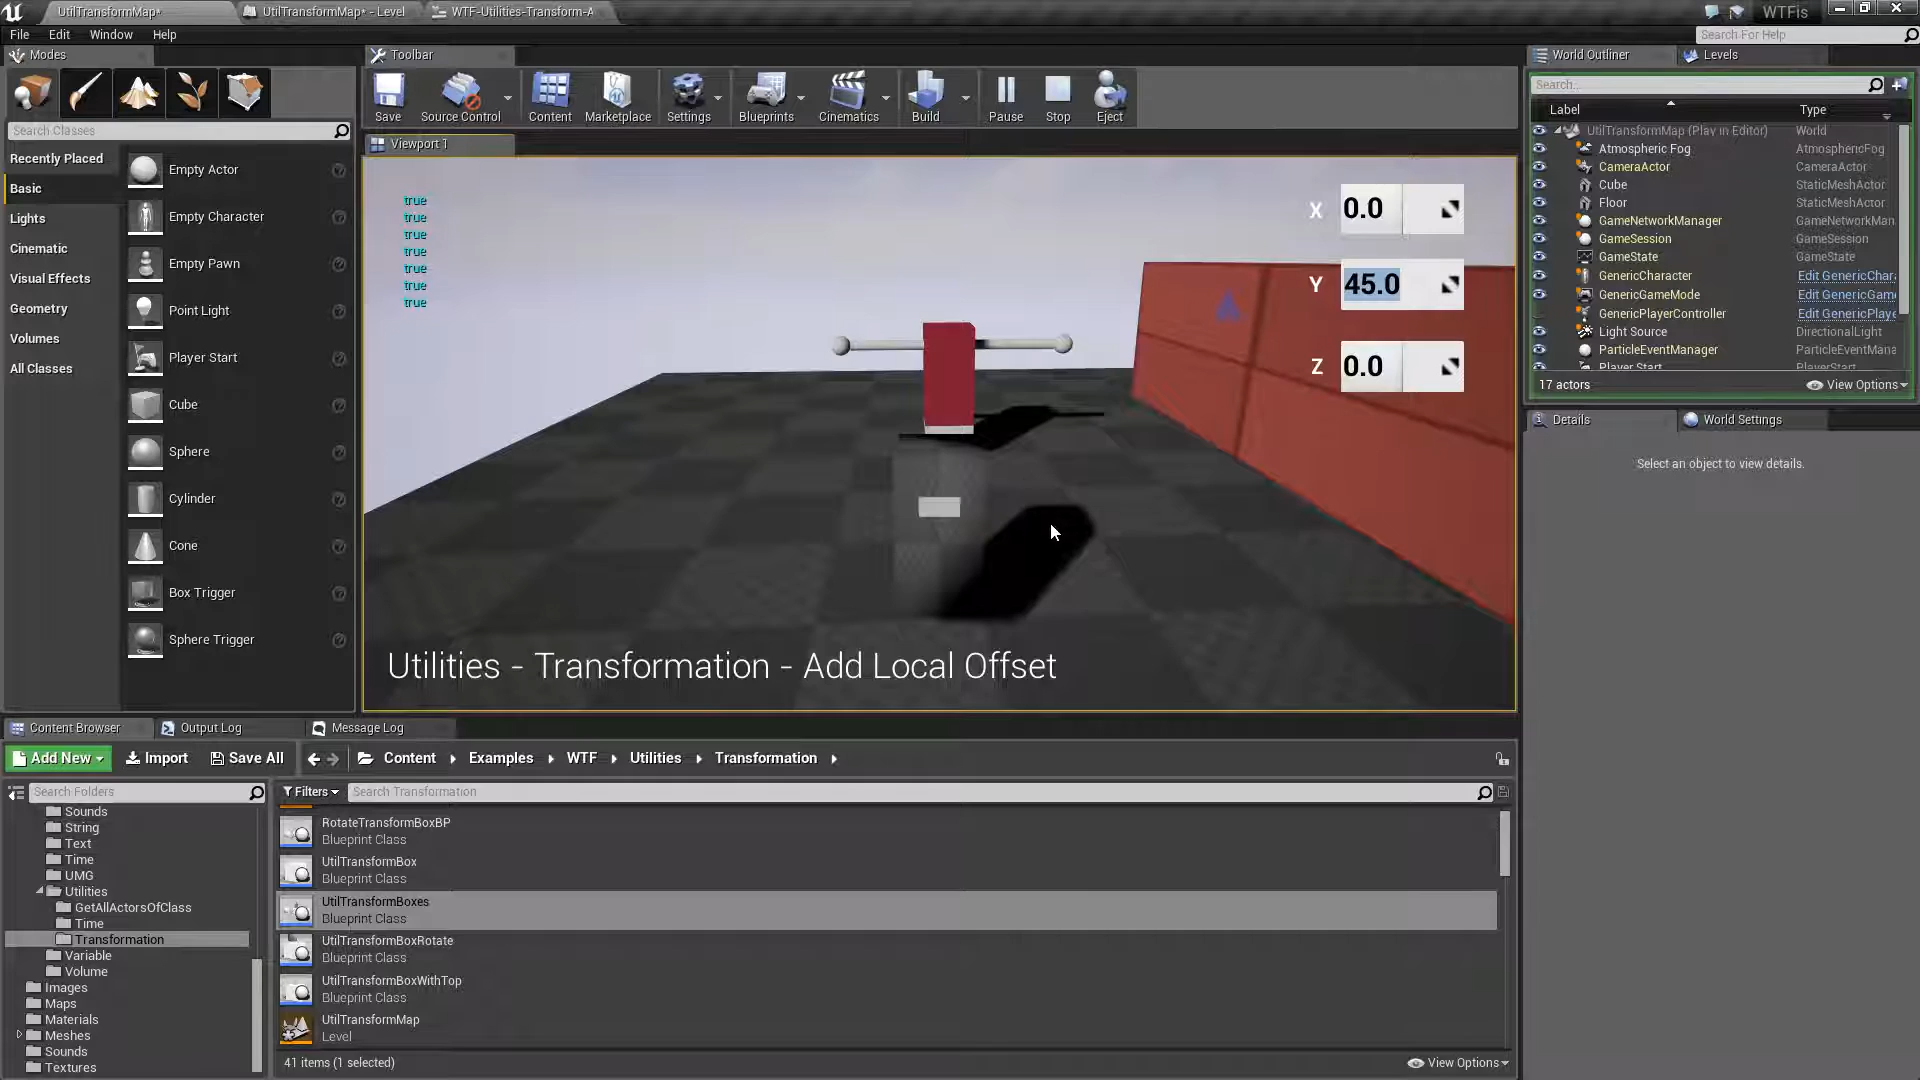 UtilTransformMap*
UtilTransformMap* - Level
WTF-Utilities-Transform-A
WTFis
File
Edit
Window
Help
Search For Help
Modes
Toolbar
World Outliner
Levels
Save
Source Control
Content
Marketplace
Settings
Blueprints
Cinematics
Build
Pause
Stop
Eject
Search Classes
Viewport 1
Recently Placed
Basic
Lights
Cinematic
Visual Effects
Geometry
Volumes
All Classes
Empty Actor
Empty Character
Empty Pawn
Point Light
Player Start
Cube
Sphere
Cylinder
Cone
Box Trigger
Sphere Trigger
true
true
true
true
true
true
true
X 0.0
Y 45.0
Z 0.0
Utilities - Transformation - Add Local Offset
Search...
Label Type
UtilTransformMap (Play in Editor) World
Atmospheric Fog AtmosphericFog
CameraActor CameraActor
Cube StaticMeshActor
Floor StaticMeshActor
GameNetworkManager GameNetworkMan
GameSession GameSession
GameState GameState
GenericCharacter Edit GenericChar
GenericGameMode Edit GenericGam
GenericPlayerController Edit GenericPlaye
Light Source DirectionalLight
ParticleEventManager ParticleEventMana
Player Start PlayerStart
17 actors
View Options
Details
World Settings
Select an object to view details.
Content Browser
Output Log
Message Log
Add New
Import
Save All
Content
Examples
WTF
Utilities
Transformation
Search Folders
Filters
Search Transformation
Sounds
String
Text
Time
UMG
Utilities
GetAllActorsOfClass
Time
Transformation
Variable
Volume
Images
Maps
Materials
Meshes
Sounds
Textures
RotateTransformBoxBP
Blueprint Class
UtilTransformBox
Blueprint Class
UtilTransformBoxes
Blueprint Class
UtilTransformBoxRotate
Blueprint Class
UtilTransformBoxWithTop
Blueprint Class
UtilTransformMap
Level
41 items (1 selected)
View Options